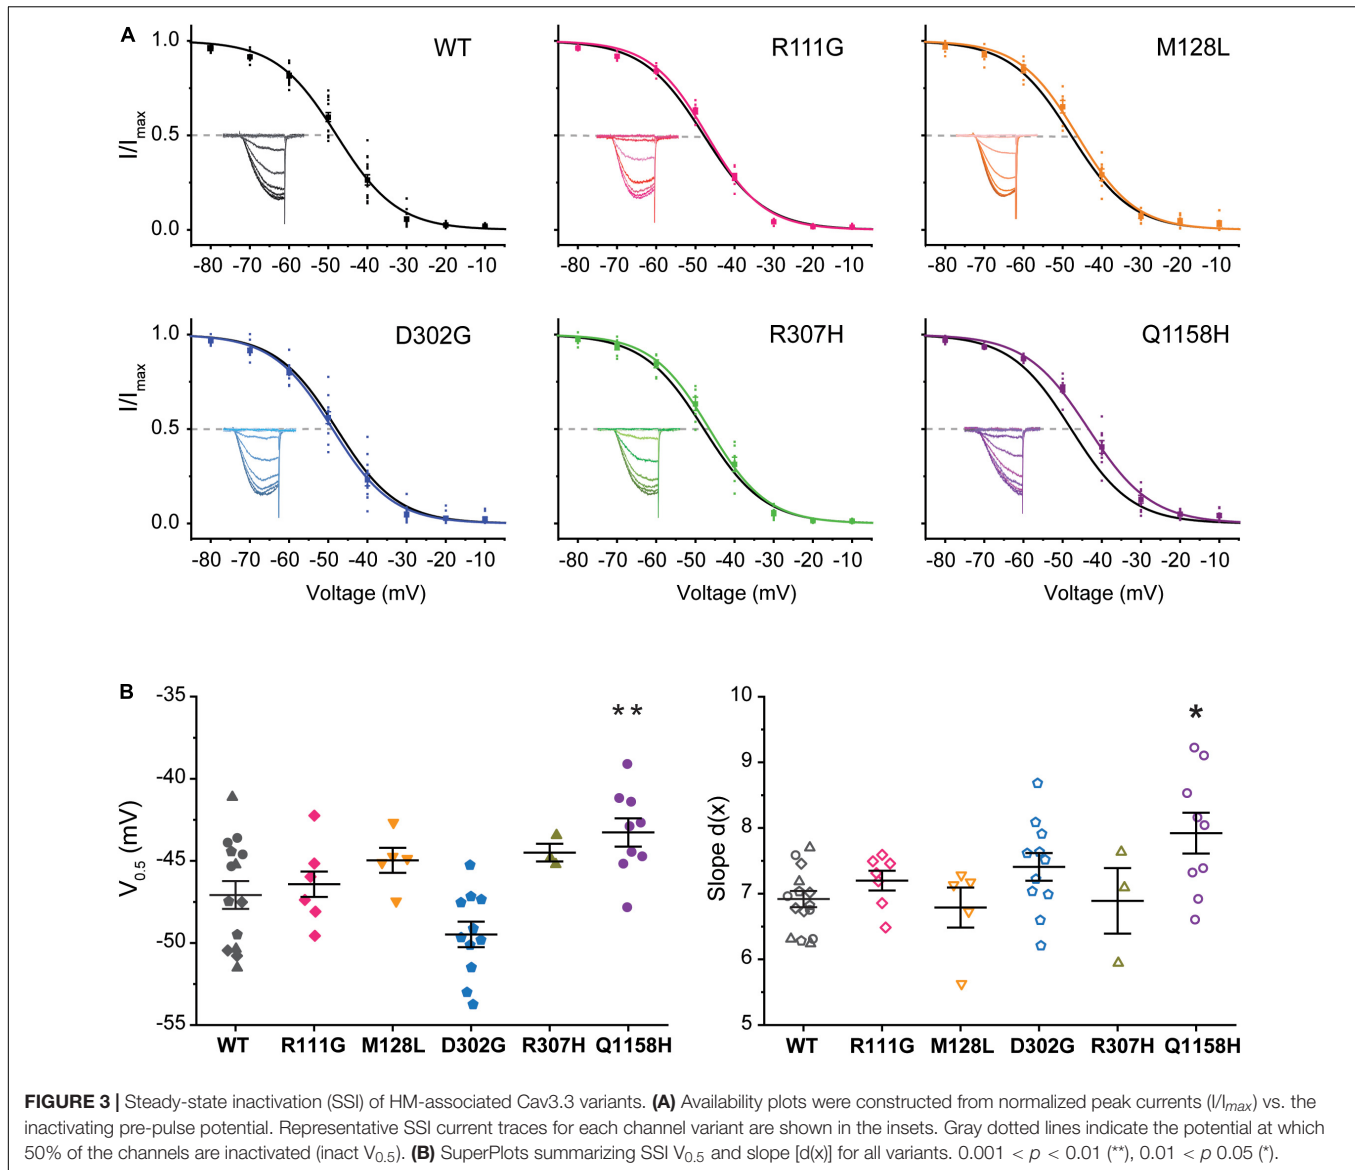 A
WT
R111G
M128L
I/Imax
1.0
0.5
0.0
-80 -70 -60 -50 -40 -30 -20 -10
-80 -70 -60 -50 -40 -30 -20 -10
-80 -70 -60 -50 -40 -30 -20 -10
D302G
R307H
Q1158H
I/Imax
1.0
0.5
0.0
-80 -70 -60 -50 -40 -30 -20 -10
-80 -70 -60 -50 -40 -30 -20 -10
-80 -70 -60 -50 -40 -30 -20 -10
Voltage (mV)
Voltage (mV)
Voltage (mV)
B
V0.5 (mV)
-35
-40
-45
-50
-55
**
WT R111G M128L D302G R307H Q1158H
Slope d(x)
10
9
8
7
6
5
*
WT R111G M128L D302G R307H Q1158H
FIGURE 3 | Steady-state inactivation (SSI) of HM-associated Cav3.3 variants. (A) Availability plots were constructed from normalized peak currents (I/Imax) vs. the
inactivating pre-pulse potential. Representative SSI current traces for each channel variant are shown in the insets. Gray dotted lines indicate the potential at which
50% of the channels are inactivated (inact V0.5). (B) SuperPlots summarizing SSI V0.5 and slope [d(x)] for all variants. 0.001 < p < 0.01 (**), 0.01 < p 0.05 (*).